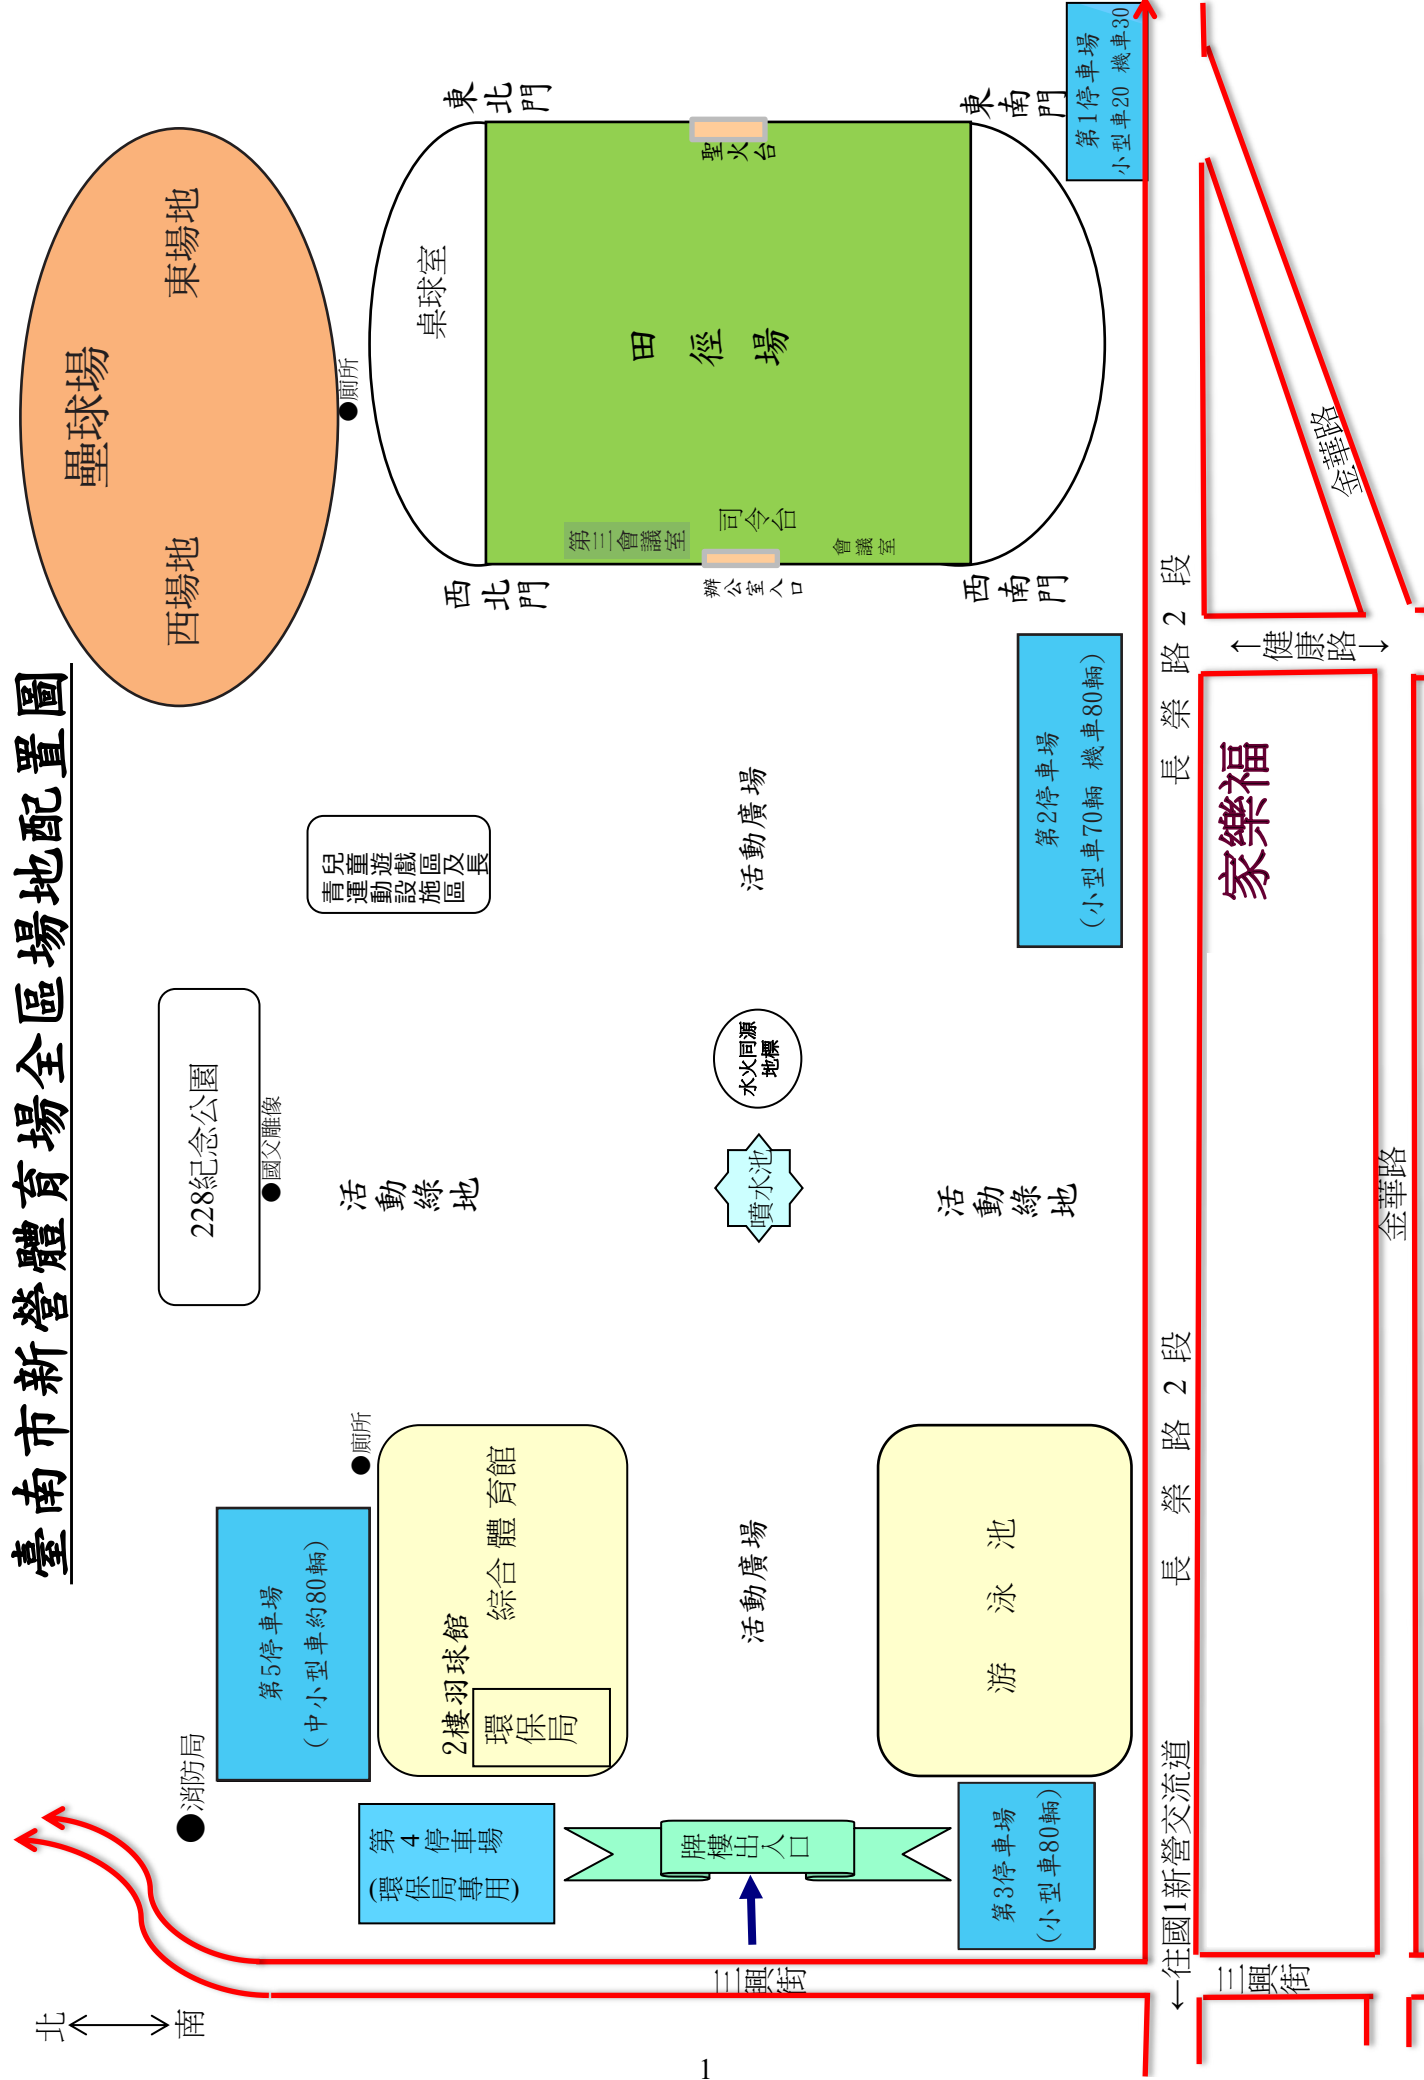 臺南市新營體育場全區場地配置圖
北
南
消防局
第5停車場
(中小型車約80輛)
廁所
228紀念公園
國父雕像
壘球場
西場地
東場地
廁所
第4停車場
(環保局專用)
2樓羽球館
綜合體育館
環保局
活動綠地
青兒
運童
動遊
設戲
施區
區及
長
桌球室
西北門
東北門
田徑場
第三會議室
司令台
會議室
聖火台
辦公室入口
西南門
東南門
三興街
牌樓出入口
活動廣場
噴水池
水火同源
地標
活動廣場
第3停車場
(小型車80輛)
游泳池
活動綠地
第2停車場
(小型車70輛 機車80輛)
第1停車場
小型車20 機車30
←往國1新營交流道
長榮路2段
長榮路2段
三興街
家樂福
←健康路→
金華路
金華路
1